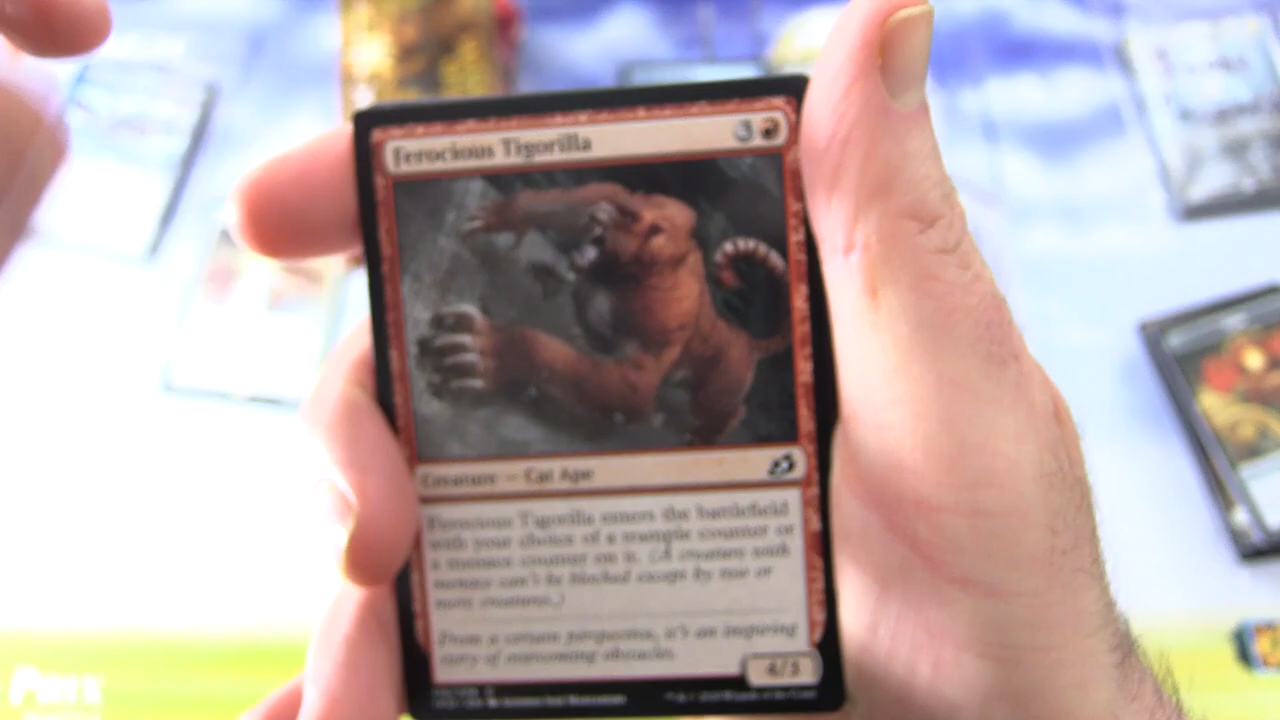 Ferocious Tigorilla 3
Creature — Cat Ape
Ferocious Tigorilla enters the battlefield
with your choice of a trample counter or
a menace counter on it. (A creature with
menace can't be blocked except by two or
more creatures.)
From a certain perspective, it's an inspiring
story of overcoming obstacles.
4/3